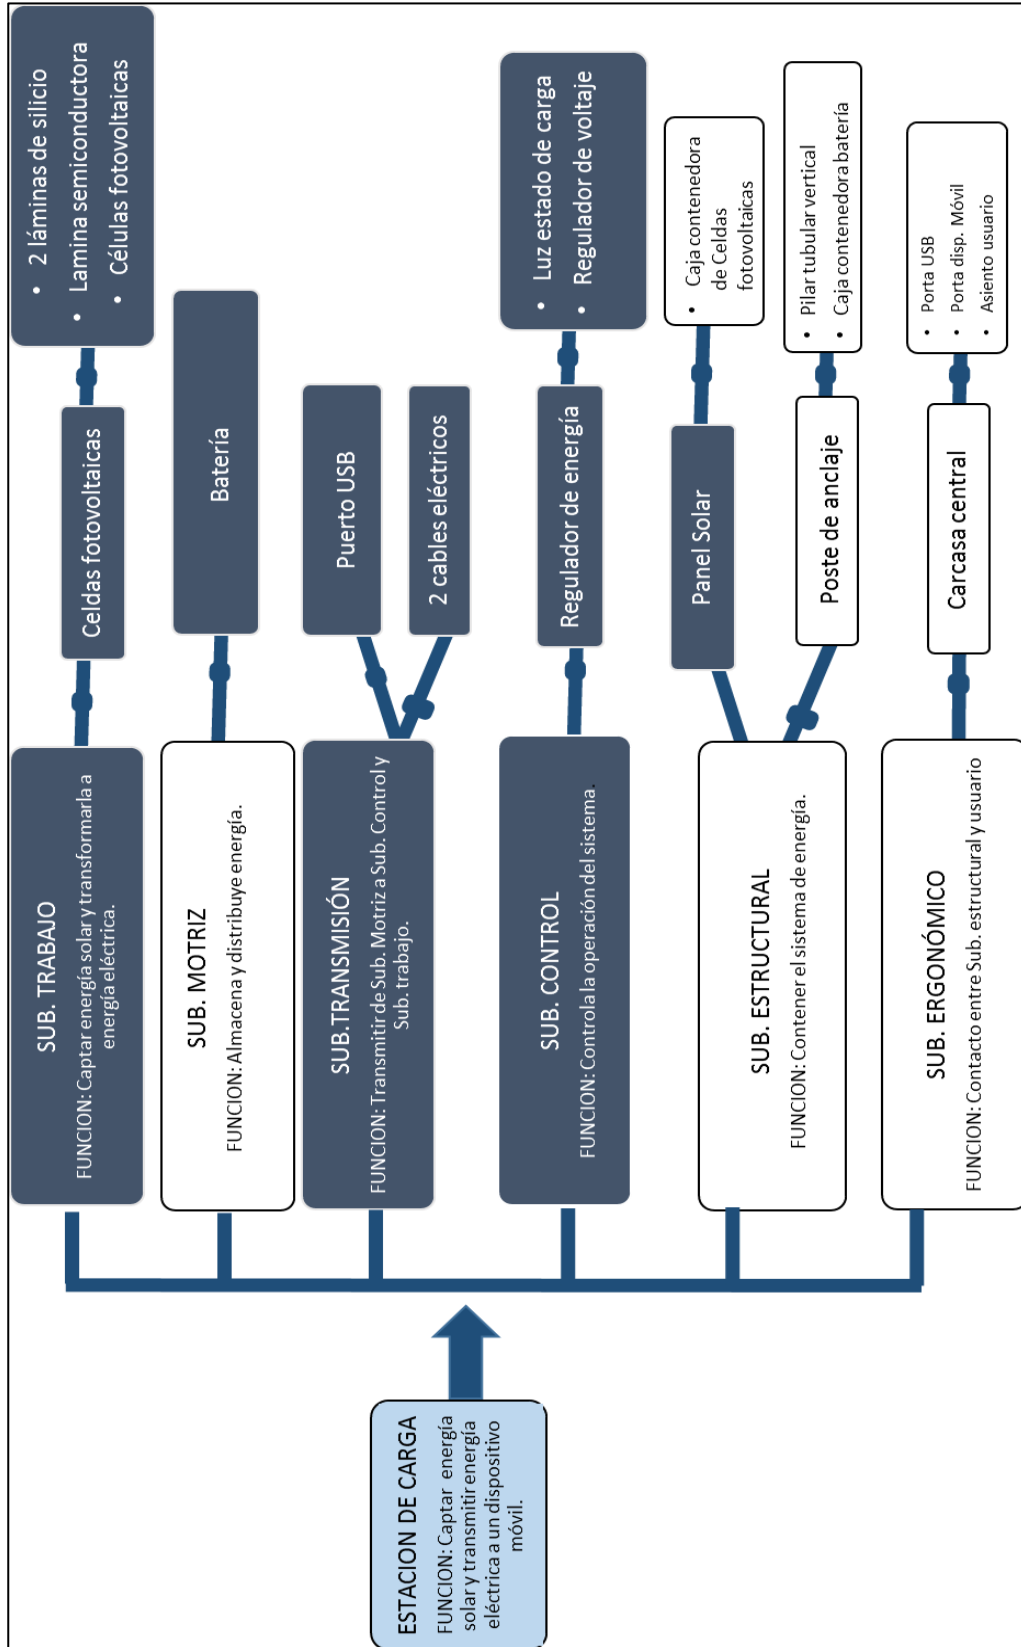 ESTACION DE CARGA
FUNCIÓN: Captar energía
solar y transmitir energía
eléctrica a un dispositivo
móvil.
SUB. TRABAJO
FUNCION: Captar energía solar y transformarla a
energía eléctrica.
Celdas fotovoltaicas
• 2 láminas de silicio
• Lamina semiconductora
• Células fotovoltaicas
SUB. MOTRIZ
FUNCION: Almacena y distribuye energía.
Batería
SUB.TRANSMISIÓN
FUNCION: Transmitir de Sub. Motriz a Sub. Control y
Sub. trabajo.
Puerto USB
2 cables eléctricos
SUB. CONTROL
FUNCIÓN: Controla la operación del sistema.
Regulador de energía
• Luz estado de carga
• Regulador de voltaje
SUB. ESTRUCTURAL
FUNCION: Contener el sistema de energía.
Panel Solar
• Caja contenedora
de Celdas
fotovoltaicas
Poste de anclaje
• Pilar tubular vertical
• Caja contenedora batería
SUB. ERGONÓMICO
FUNCION: Contacto entre Sub. estructural y usuario
Carcasa central
• Porta USB
• Porta disp. Móvil
• Asiento usuario